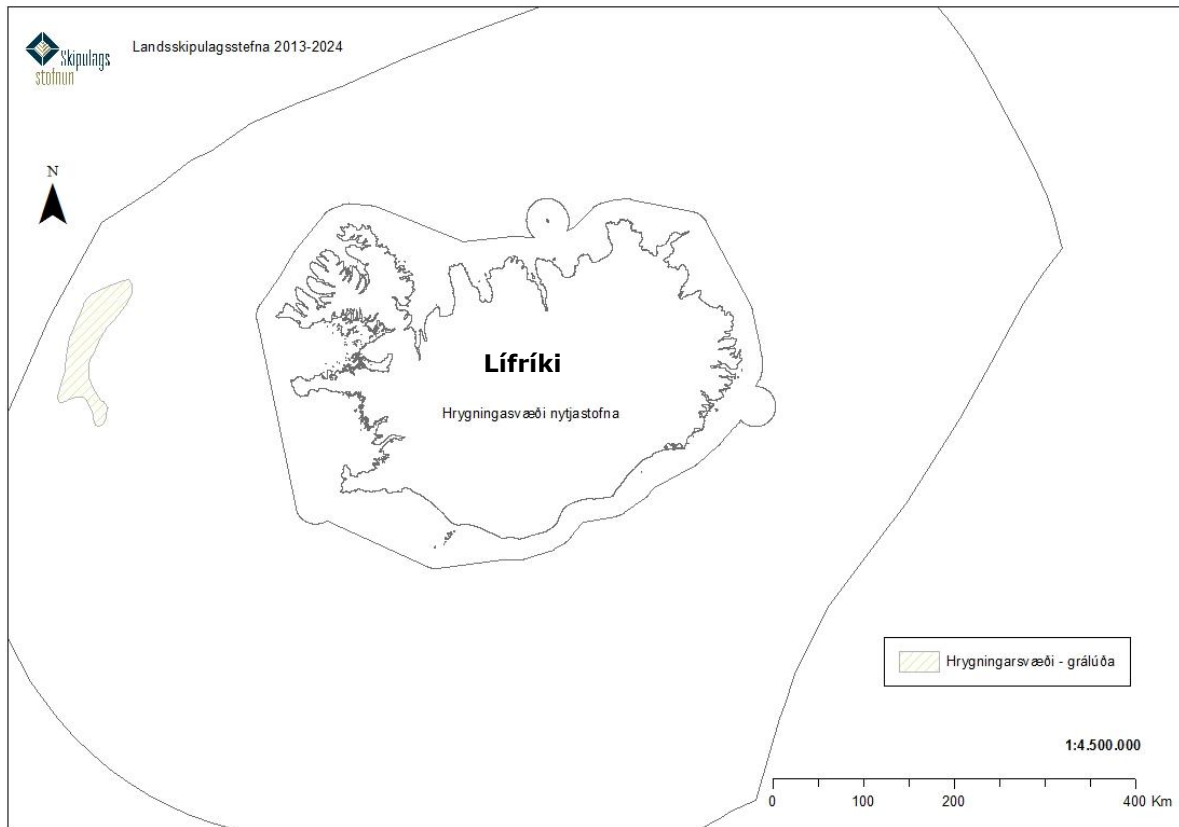 Skipulags
stofnun
Landsskipulagsstefna 2013-2024
N
Lífríki
Hrygningasvæði nytjastofna
Hrygningarsvæði - grálúða
1:4.500.000
0 100 200 400 Km